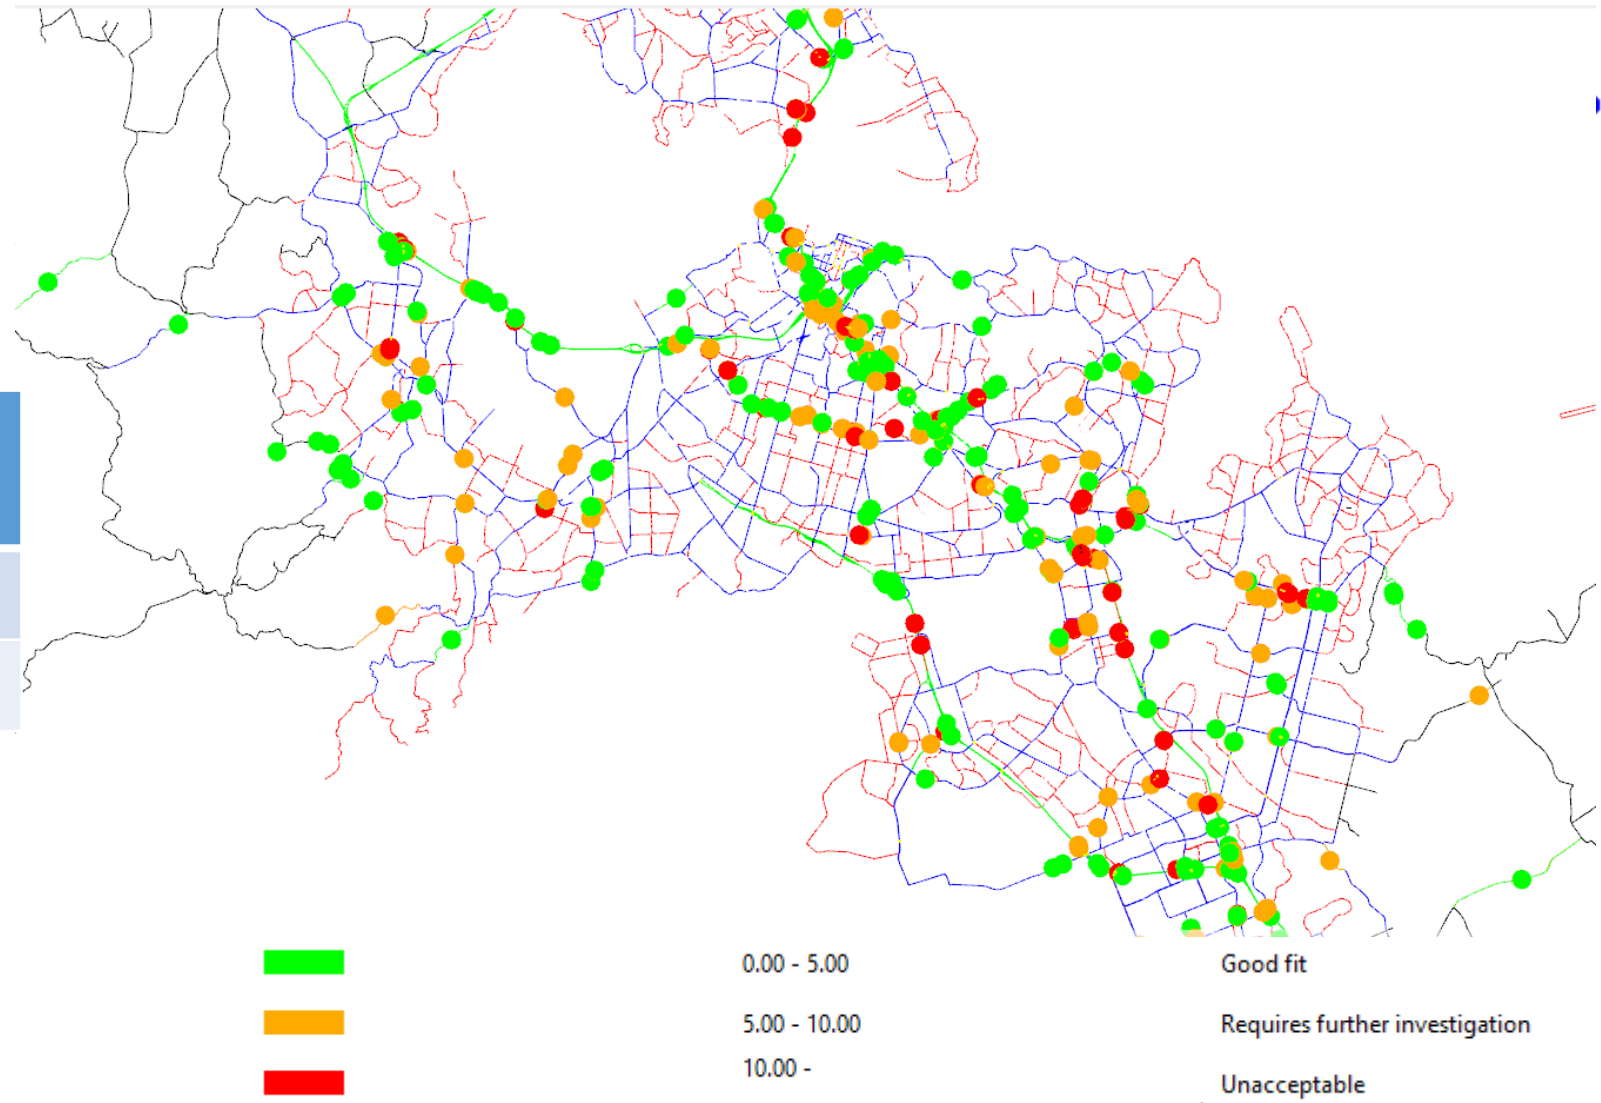 0.00 - 5.00 Good fit
5.00 - 10.00 Requires further investigation
10.00 -
Unacceptable